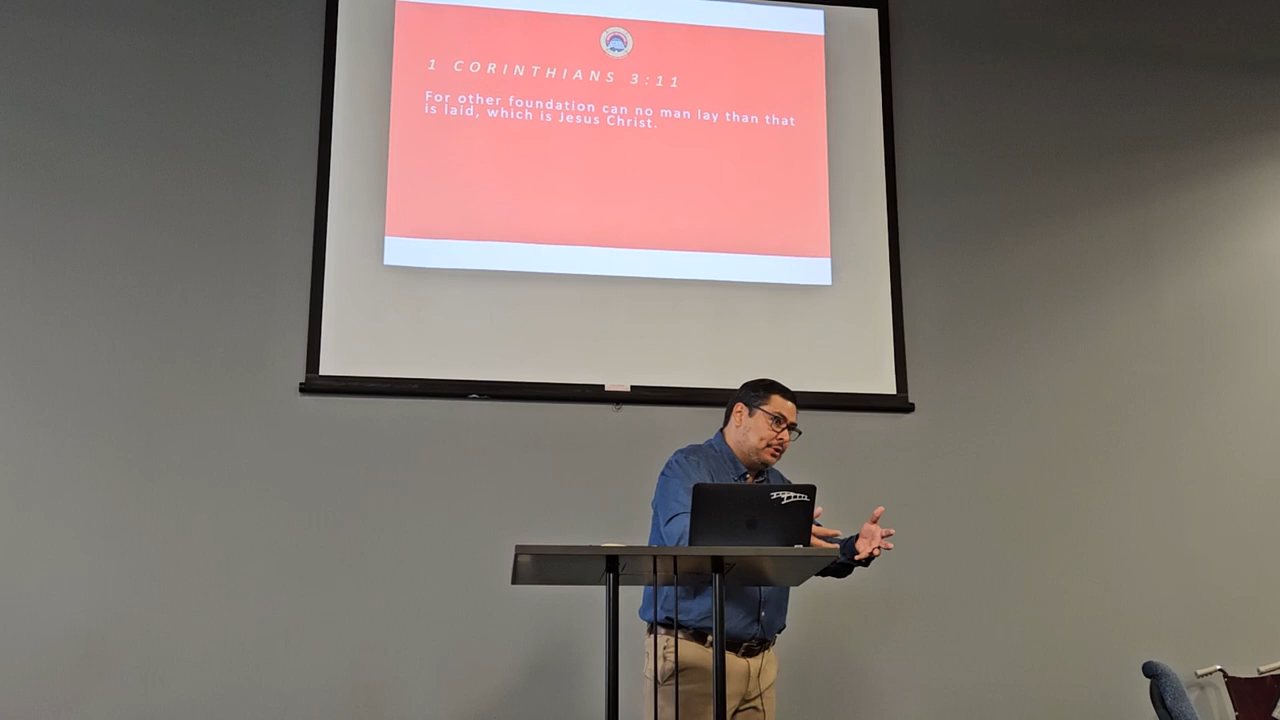 1 CORINTHIANS 3:11
For other foundation can no man lay than that
is laid, which is Jesus Christ.